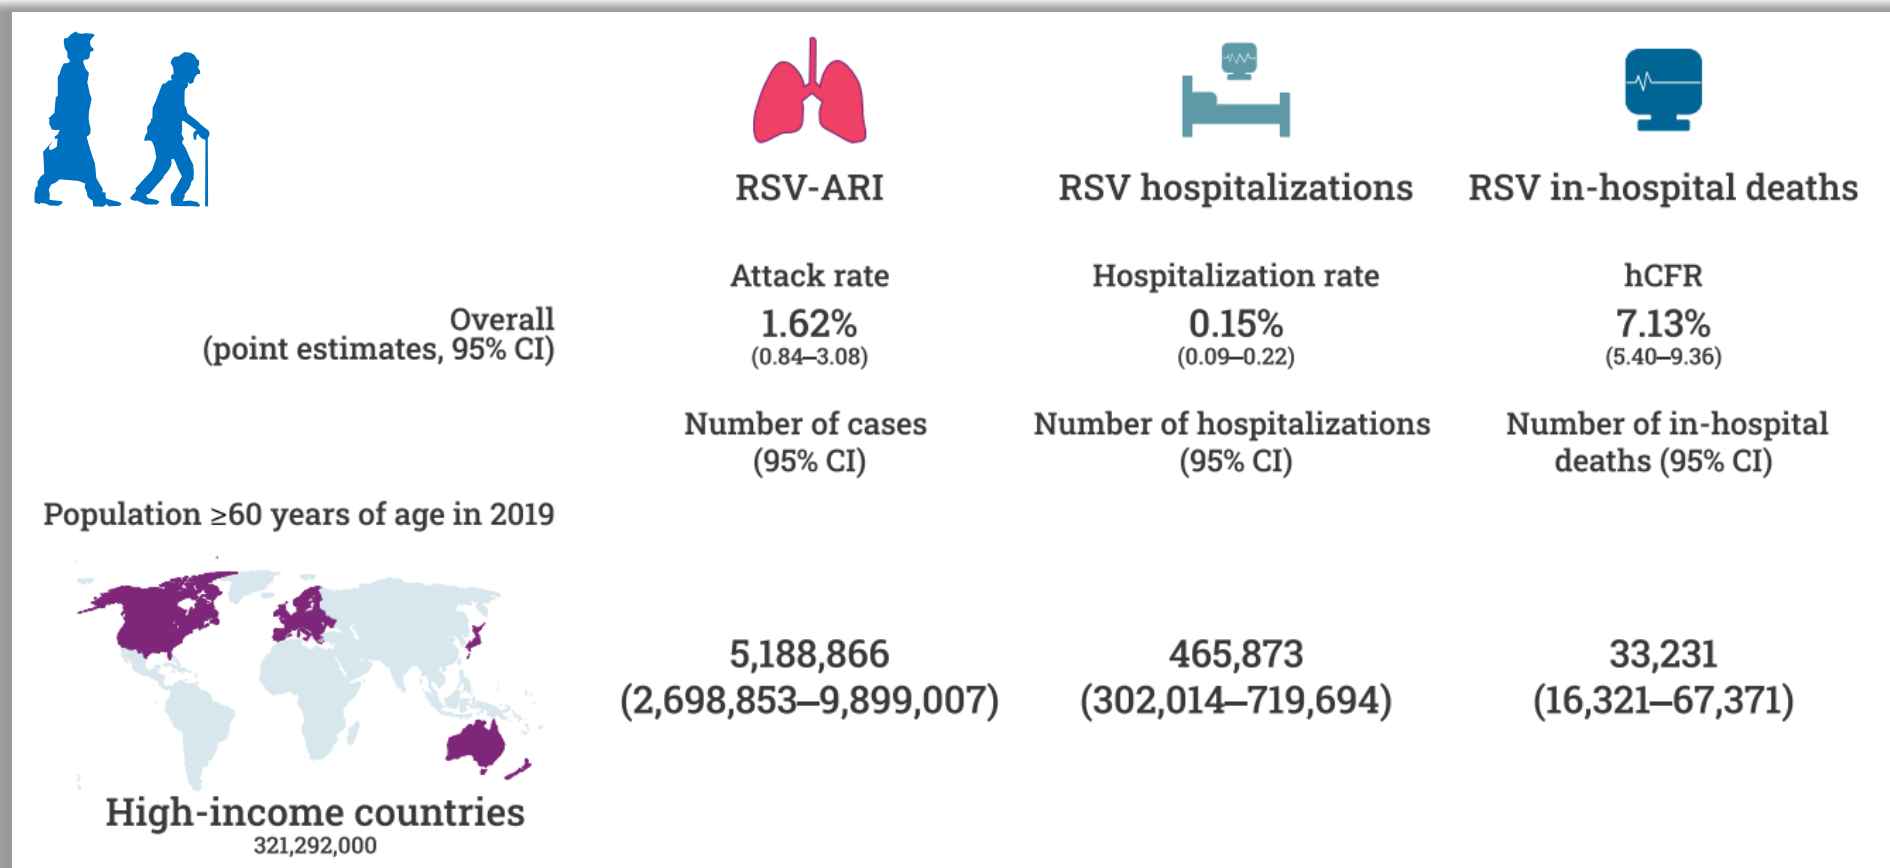 RSV-ARI
RSV hospitalizations
RSV in-hospital deaths
Attack rate
Hospitalization rate
hCFR
Overall
(point estimates, 95% CI)
1.62%
(0.84–3.08)
0.15%
(0.09–0.22)
7.13%
(5.40–9.36)
Number of cases
(95% CI)
Number of hospitalizations
(95% CI)
Number of in-hospital
deaths (95% CI)
Population ≥60 years of age in 2019
5,188,866
(2,698,853–9,899,007)
465,873
(302,014–719,694)
33,231
(16,321–67,371)
High-income countries
321,292,000